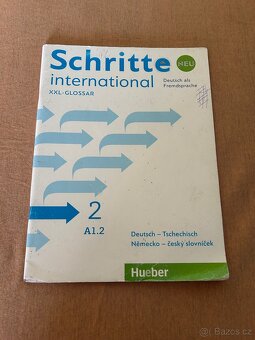 Schritte
NEU
international
Deutsch als
Fremdsprache
XXL-GLOSSAR
2
A1.2
Deutsch – Tschechisch
Německo – český slovníček
Hueber
Bazos.cz